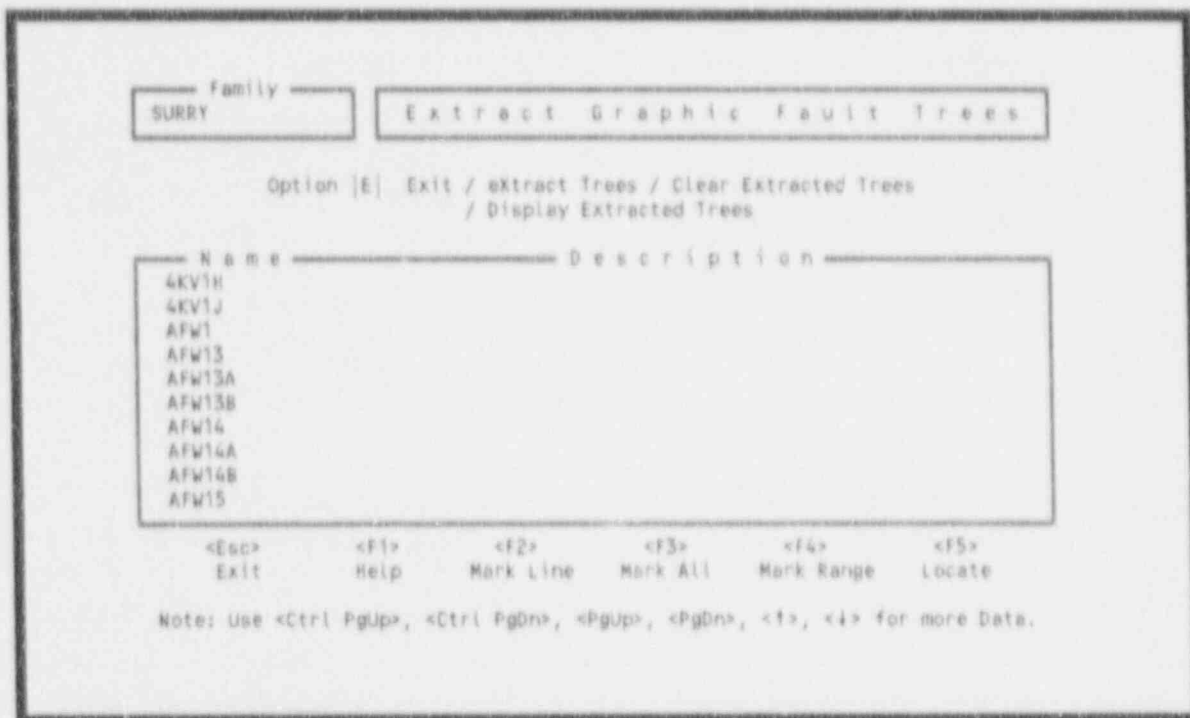 Family
SURRY
Extract Graphic Fault Trees
Option |E| Exit / eXtract Trees / Clear Extracted Trees
/ Display Extracted Trees
Name Description
4KV1H
4KV1J
AFW1
AFW13
AFW13A
AFW13B
AFW14
AFW14A
AFW14B
AFW15
<Esc> <F1> <F2> <F3> <F4> <F5>
Exit Help Mark Line Mark All Mark Range Locate
Note: Use <Ctrl PgUp>, <Ctrl PgDn>, <PgUp>, <PgDn>, <↑>, <↓> for more Data.